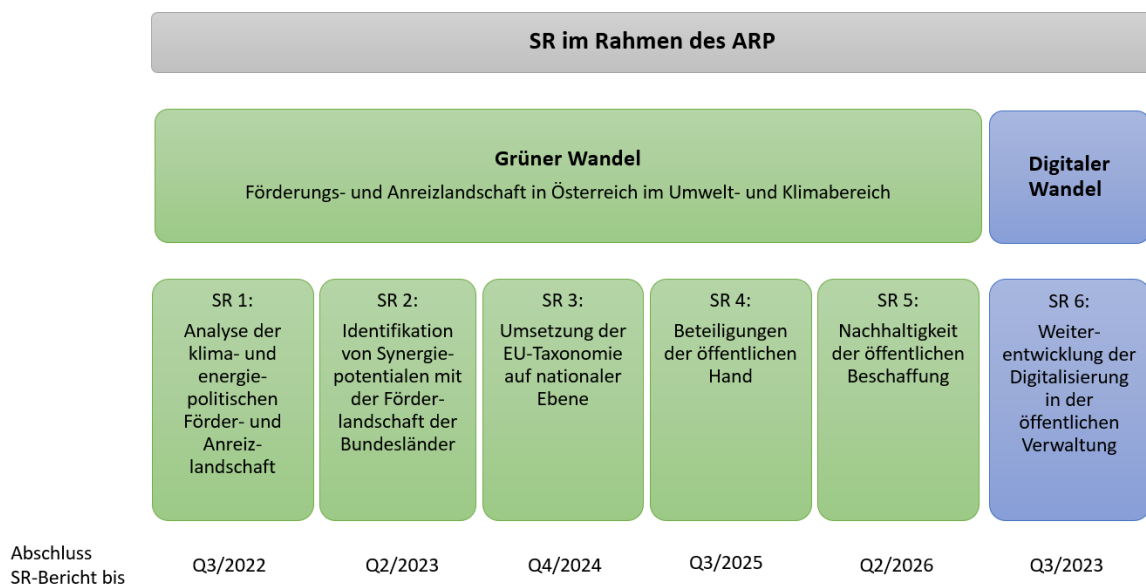 SR im Rahmen des ARP
Grüner Wandel
Förderungs- und Anreizlandschaft in Österreich im Umwelt- und Klimabereich
Digitaler
Wandel
SR 1:
Analyse der
klima- und
energie-
politischen
Förder- und
Anreiz-
landschaft
SR 2:
Identifikation
von Synergie-
potentialen mit
der Förder-
landschaft der
Bundesländer
SR 3:
Umsetzung der
EU-Taxonomie
auf nationaler
Ebene
SR 4:
Beteiligungen
der öffentlichen
Hand
SR 5:
Nachhaltigkeit
der öffentlichen
Beschaffung
SR 6:
Weiter-
entwicklung der
Digitalisierung
in der
öffentlichen
Verwaltung
Abschluss
SR-Bericht bis
Q3/2022
Q2/2023
Q4/2024
Q3/2025
Q2/2026
Q3/2023